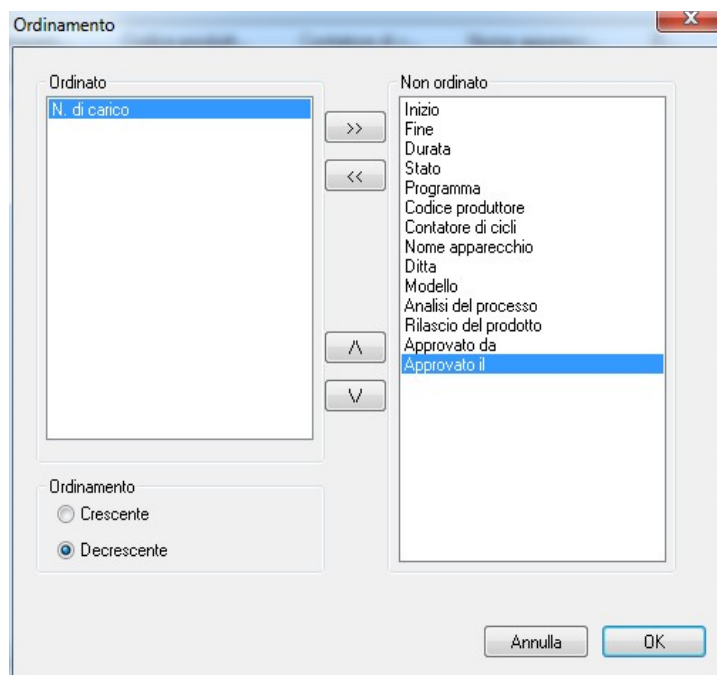 Ordinamento
Ordinato
N. di carico
>>
<<
/\
\/
Non ordinato
Inizio
Fine
Durata
Stato
Programma
Codice produttore
Contatore di cicli
Nome apparecchio
Ditta
Modello
Analisi del processo
Rilascio del prodotto
Approvato da
Approvato il
Ordinamento
Crescente
Decrescente
Annulla
OK